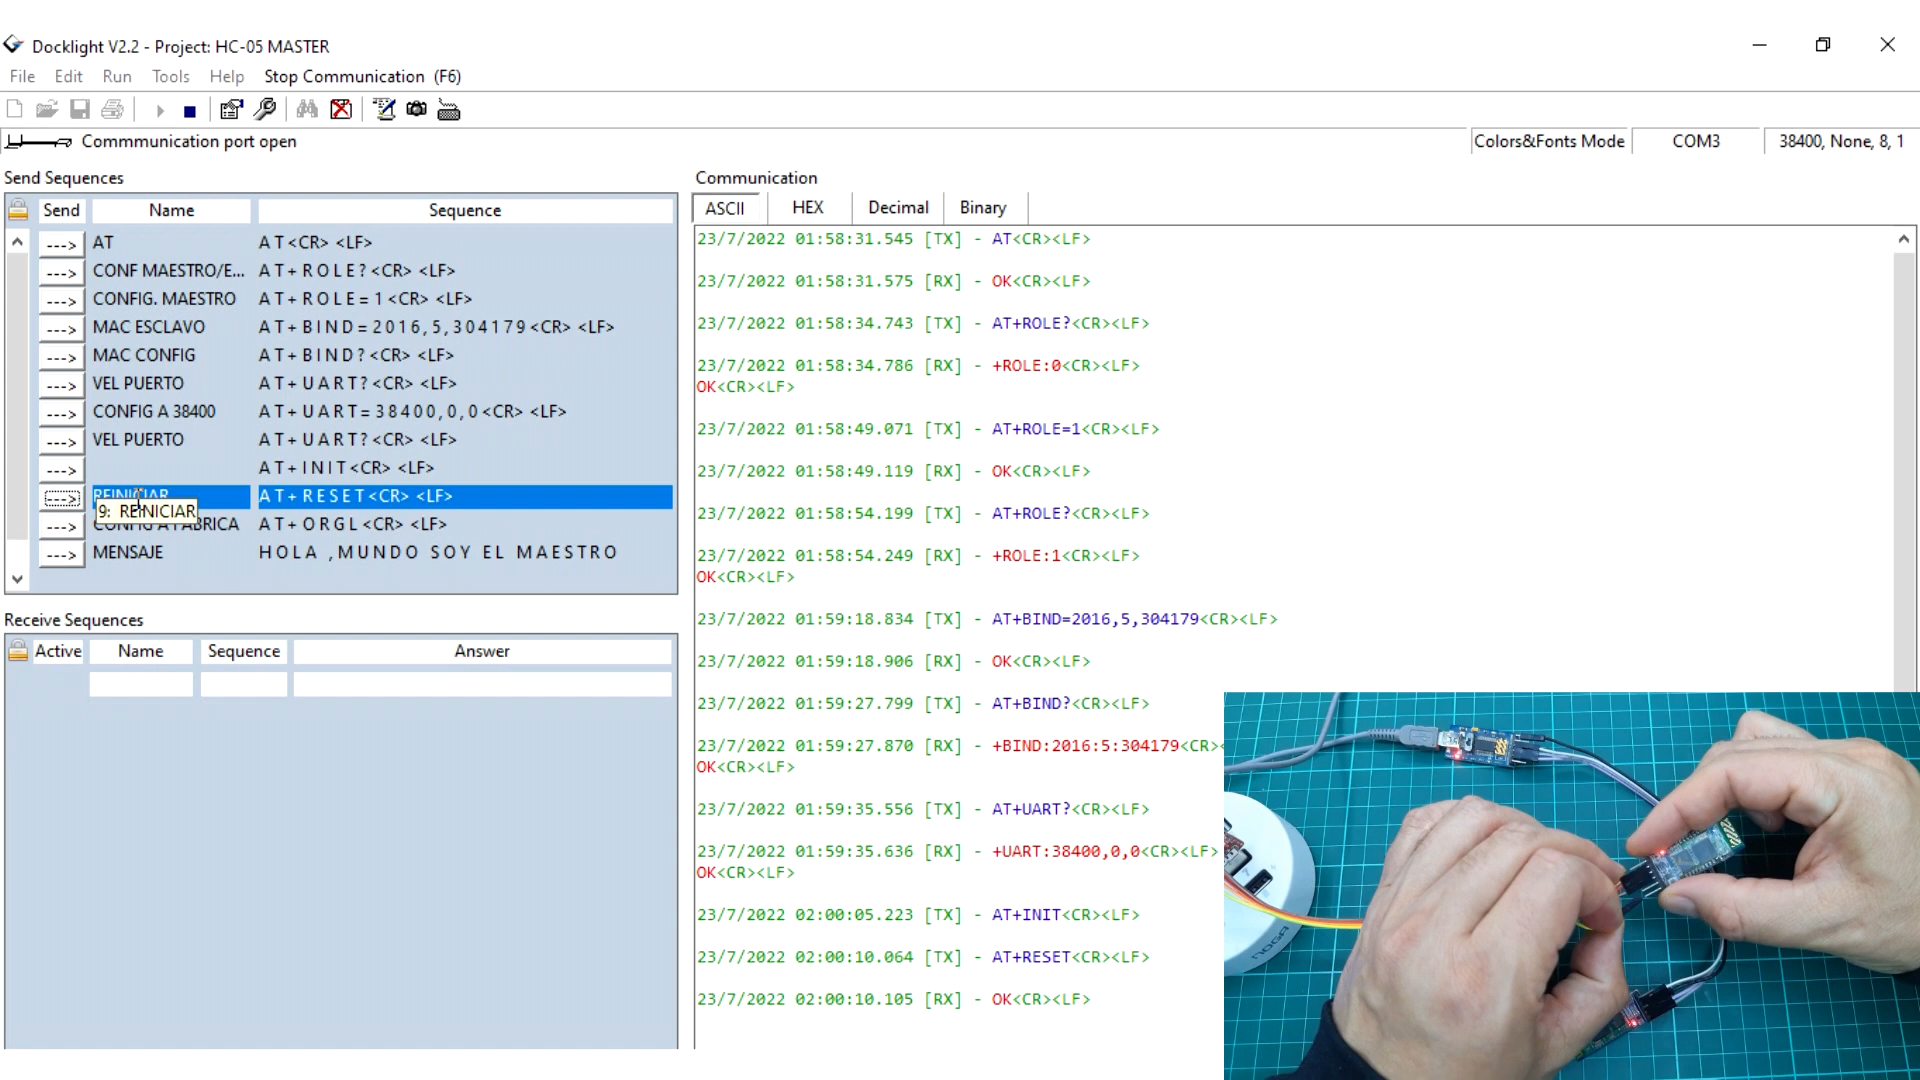 Docklight V2.2 - Project: HC-05 MASTER
File Edit Run Tools Help Stop Communication (F6)
Commmunication port open
Colors&Fonts Mode COM3 38400, None, 8, 1
Send Sequences
Send Name Sequence
---> AT AT<CR><LF>
---> CONF MAESTRO/E... AT+ROLE?<CR><LF>
---> CONFIG. MAESTRO AT+ROLE=1<CR><LF>
---> MAC ESCLAVO AT+BIND=2016,5,304179<CR><LF>
---> MAC CONFIG AT+BIND?<CR><LF>
---> VEL PUERTO AT+UART?<CR><LF>
---> CONFIG A 38400 AT+UART=38400,0,0<CR><LF>
---> VEL PUERTO AT+UART?<CR><LF>
---> AT+INIT<CR><LF>
---> REINICIAR AT+RESET<CR><LF>
9: REINICIAR
---> CONFIG A FABRICA AT+ORGL<CR><LF>
---> MENSAJE HOLA ,MUNDO SOY EL MAESTRO
Receive Sequences
Active Name Sequence Answer
Communication
ASCII HEX Decimal Binary
23/7/2022 01:58:31.545 [TX] - AT<CR><LF>
23/7/2022 01:58:31.575 [RX] - OK<CR><LF>
23/7/2022 01:58:34.743 [TX] - AT+ROLE?<CR><LF>
23/7/2022 01:58:34.786 [RX] - +ROLE:0<CR><LF>
OK<CR><LF>
23/7/2022 01:58:49.071 [TX] - AT+ROLE=1<CR><LF>
23/7/2022 01:58:49.119 [RX] - OK<CR><LF>
23/7/2022 01:58:54.199 [TX] - AT+ROLE?<CR><LF>
23/7/2022 01:58:54.249 [RX] - +ROLE:1<CR><LF>
OK<CR><LF>
23/7/2022 01:59:18.834 [TX] - AT+BIND=2016,5,304179<CR><LF>
23/7/2022 01:59:18.906 [RX] - OK<CR><LF>
23/7/2022 01:59:27.799 [TX] - AT+BIND?<CR><LF>
23/7/2022 01:59:27.870 [RX] - +BIND:2016:5:304179<CR><
OK<CR><LF>
23/7/2022 01:59:35.556 [TX] - AT+UART?<CR><LF>
23/7/2022 01:59:35.636 [RX] - +UART:38400,0,0<CR><LF>
OK<CR><LF>
23/7/2022 02:00:05.223 [TX] - AT+INIT<CR><LF>
23/7/2022 02:00:10.064 [TX] - AT+RESET<CR><LF>
23/7/2022 02:00:10.105 [RX] - OK<CR><LF>
NOGA